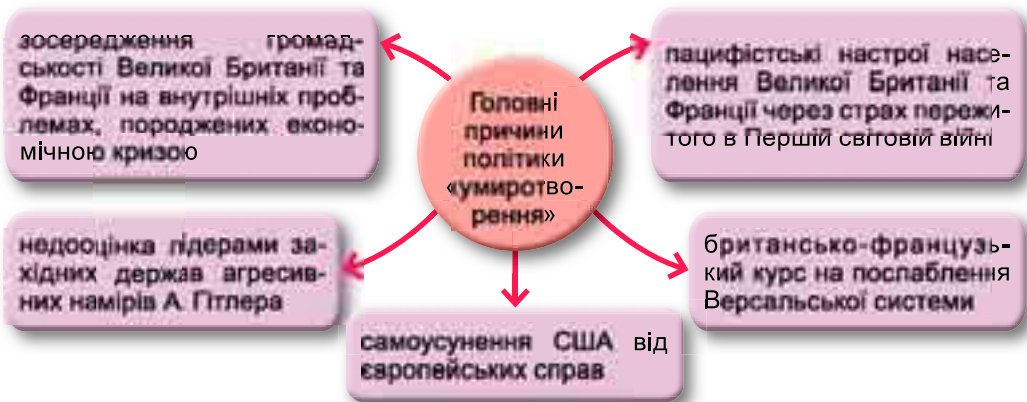 зосередження громад-
ськості Великої Британії та
Франції на внутрішніх проб-
лемах, породжених еконо-
мічною кризою
Головні
причини
політики
«умиротво-
рення»
пацифістські настрої насе-
лення Великої Британії та
Франції через страх пережи-
того в Першій світовій війні
недооцінка лідерами за-
хідних держав агресив-
них намірів А. Гітлера
британсько-французь-
кий курс на послаблення
Версальської системи
самоусунення США від
європейських справ